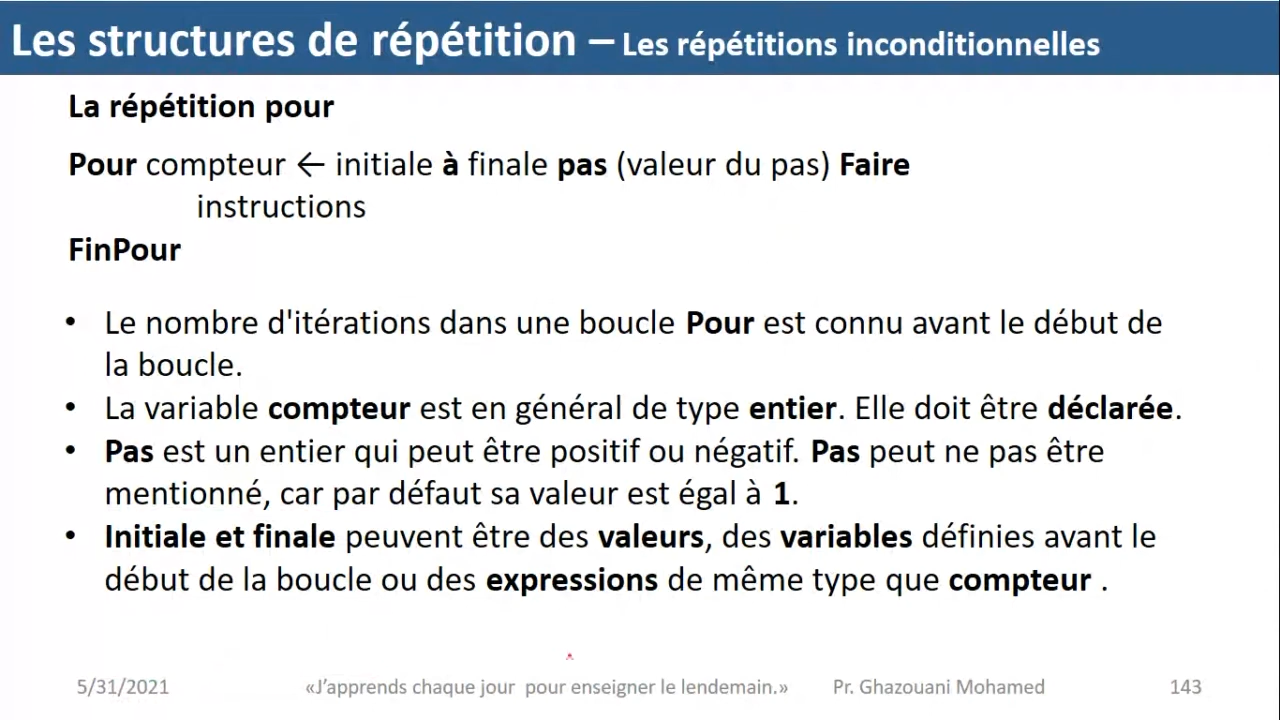 Les structures de répétition – Les répétitions inconditionnelles
La répétition pour
Pour compteur ← initiale à finale pas (valeur du pas) Faire
instructions
FinPour
• Le nombre d'itérations dans une boucle Pour est connu avant le début de
la boucle.
• La variable compteur est en général de type entier. Elle doit être déclarée.
• Pas est un entier qui peut être positif ou négatif. Pas peut ne pas être
mentionné, car par défaut sa valeur est égal à 1.
• Initiale et finale peuvent être des valeurs, des variables définies avant le
début de la boucle ou des expressions de même type que compteur .
5/31/2021 «J’apprends chaque jour pour enseigner le lendemain.» Pr. Ghazouani Mohamed 143